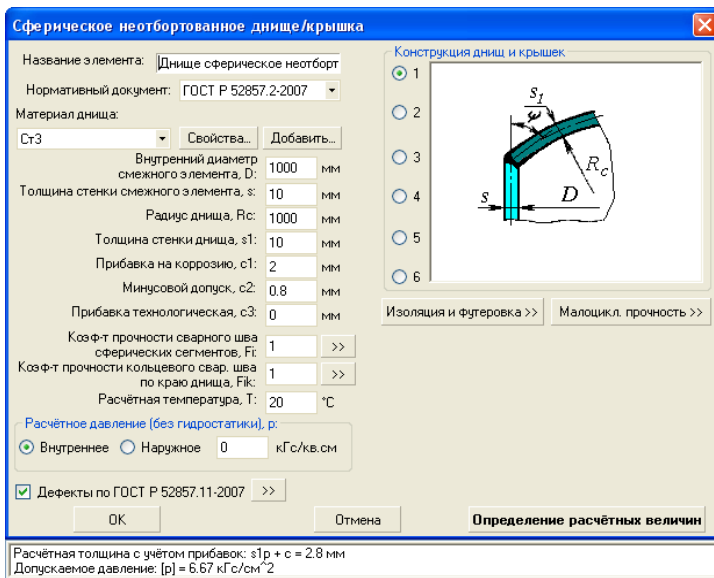 Сферическое неотбортованное днище/крышка
Название элемента: Днище сферическое неотборт
Нормативный документ: ГОСТ Р 52857.2-2007
Материал днища:
Ст3 Свойства... Добавить...
Внутренний диаметр
смежного элемента, D: 1000 мм
Толщина стенки смежного элемента, s: 10 мм
Радиус днища, Rc: 1000 мм
Толщина стенки днища, s1: 10 мм
Прибавка на коррозию, c1: 2 мм
Минусовой допуск, c2: 0.8 мм
Прибавка технологическая, c3: 0 мм
Коэф-т прочности сварного шва
сферических сегментов, Fi: 1 >>
Коэф-т прочности кольцевого свар. шва
по краю днища, Fik: 1 >>
Расчётная температура, T: 20 °C
Расчётное давление (без гидростатики), p:
Внутреннее Наружное 0 кГс/кв.см
Дефекты по ГОСТ Р 52857.11-2007 >>
Конструкция днищ и крышек
1
2
3
4
5
6
s1
ψ
Rc
s D
Изоляция и футеровка >> Малоцикл. прочность >>
OK Отмена Определение расчётных величин
Расчётная толщина с учётом прибавок: s1p + c = 2.8 мм
Допускаемое давление: [p] = 6.67 кГс/см^2